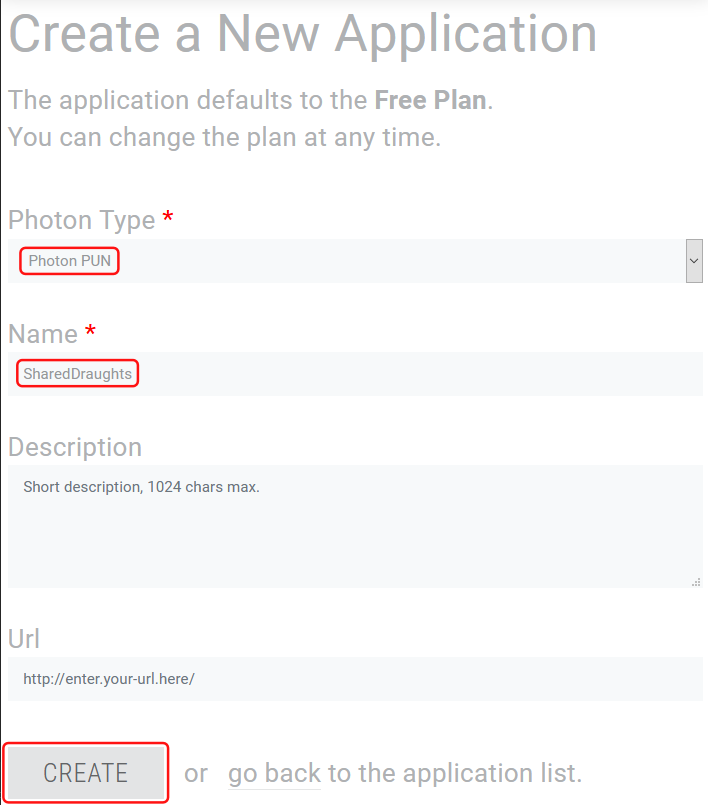 Create a New Application
The application defaults to the Free Plan.
You can change the plan at any time.
Photon Type *
Photon PUN
Name *
SharedDraughts
Description
Short description, 1024 chars max.
Url
http://enter.your-url.here/
CREATE or go back to the application list.